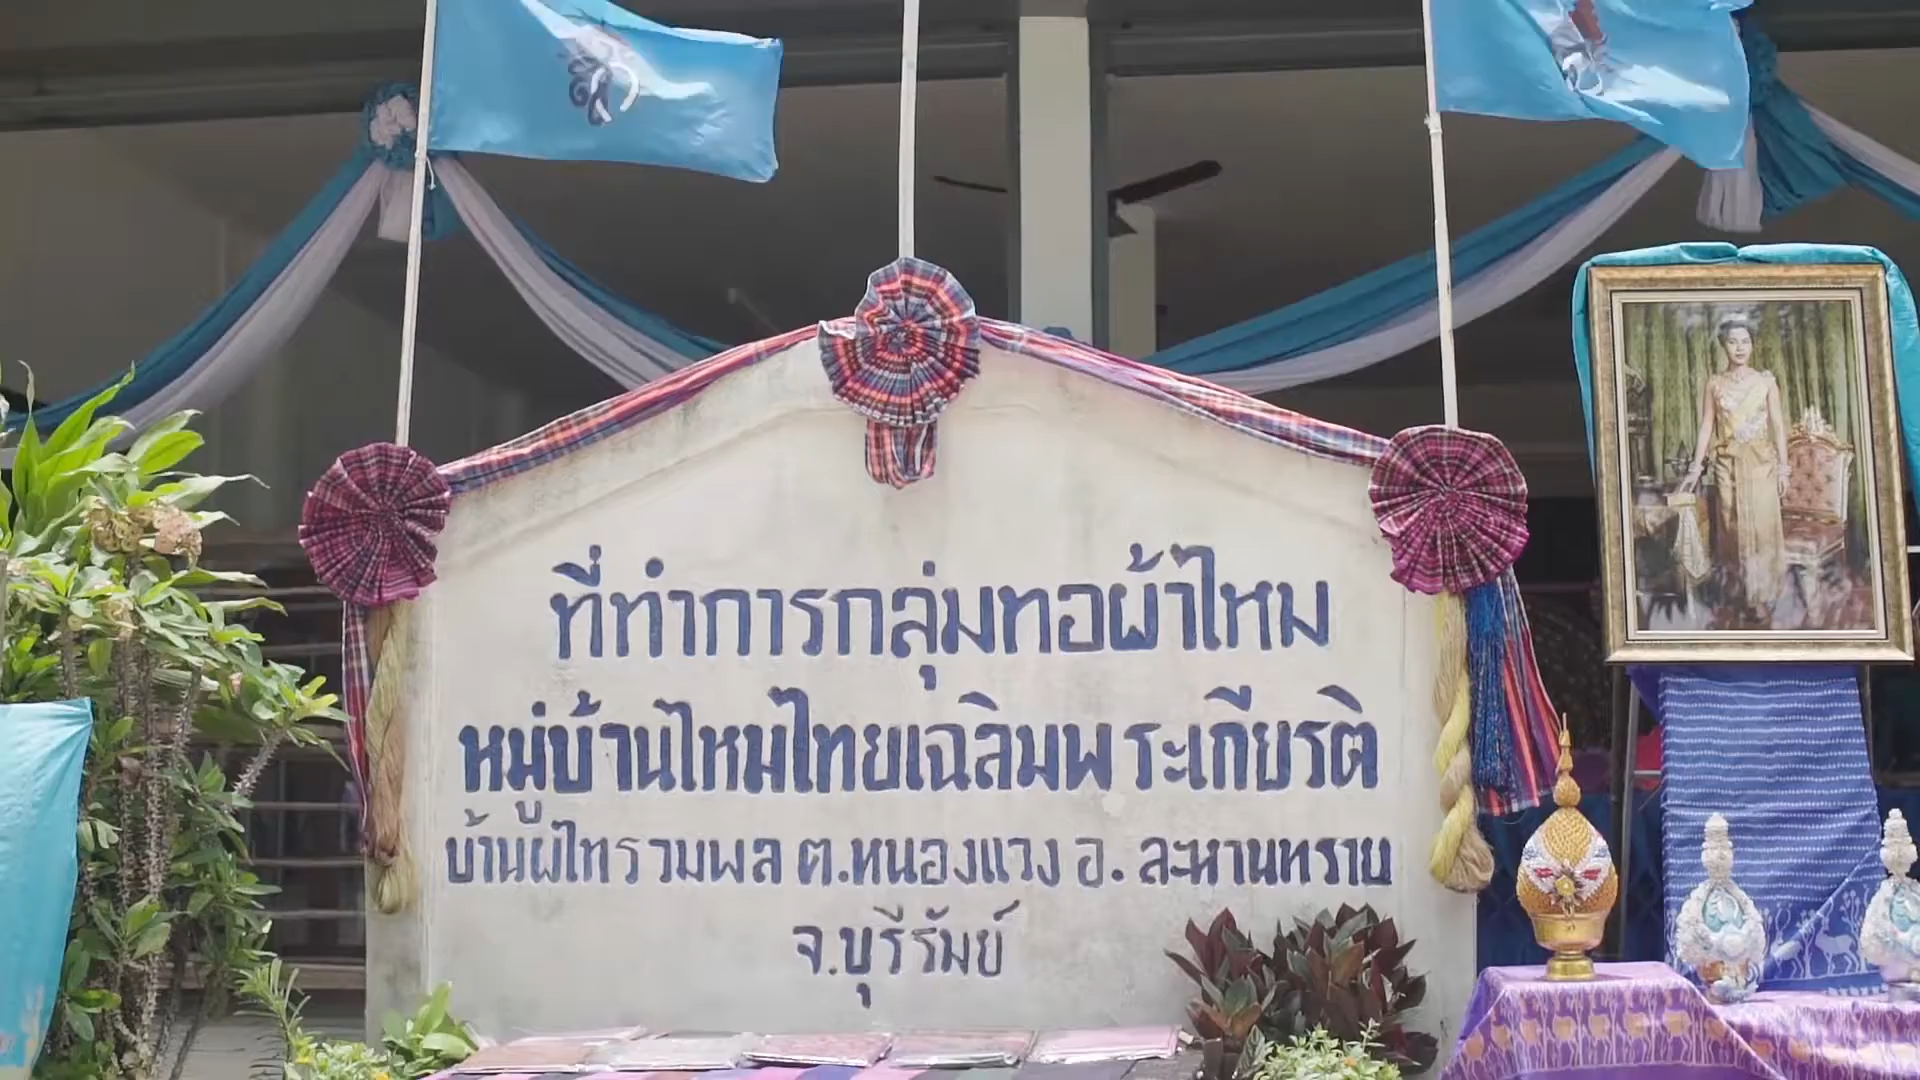 ที่ทำการกลุ่มทอผ้าไหม
หมู่บ้านไหมไทยเฉลิมพระเกียรติ
บ้านผไทรวมพล ต.หนองแวง อ. ละหานทราย
จ.บุรีรัมย์